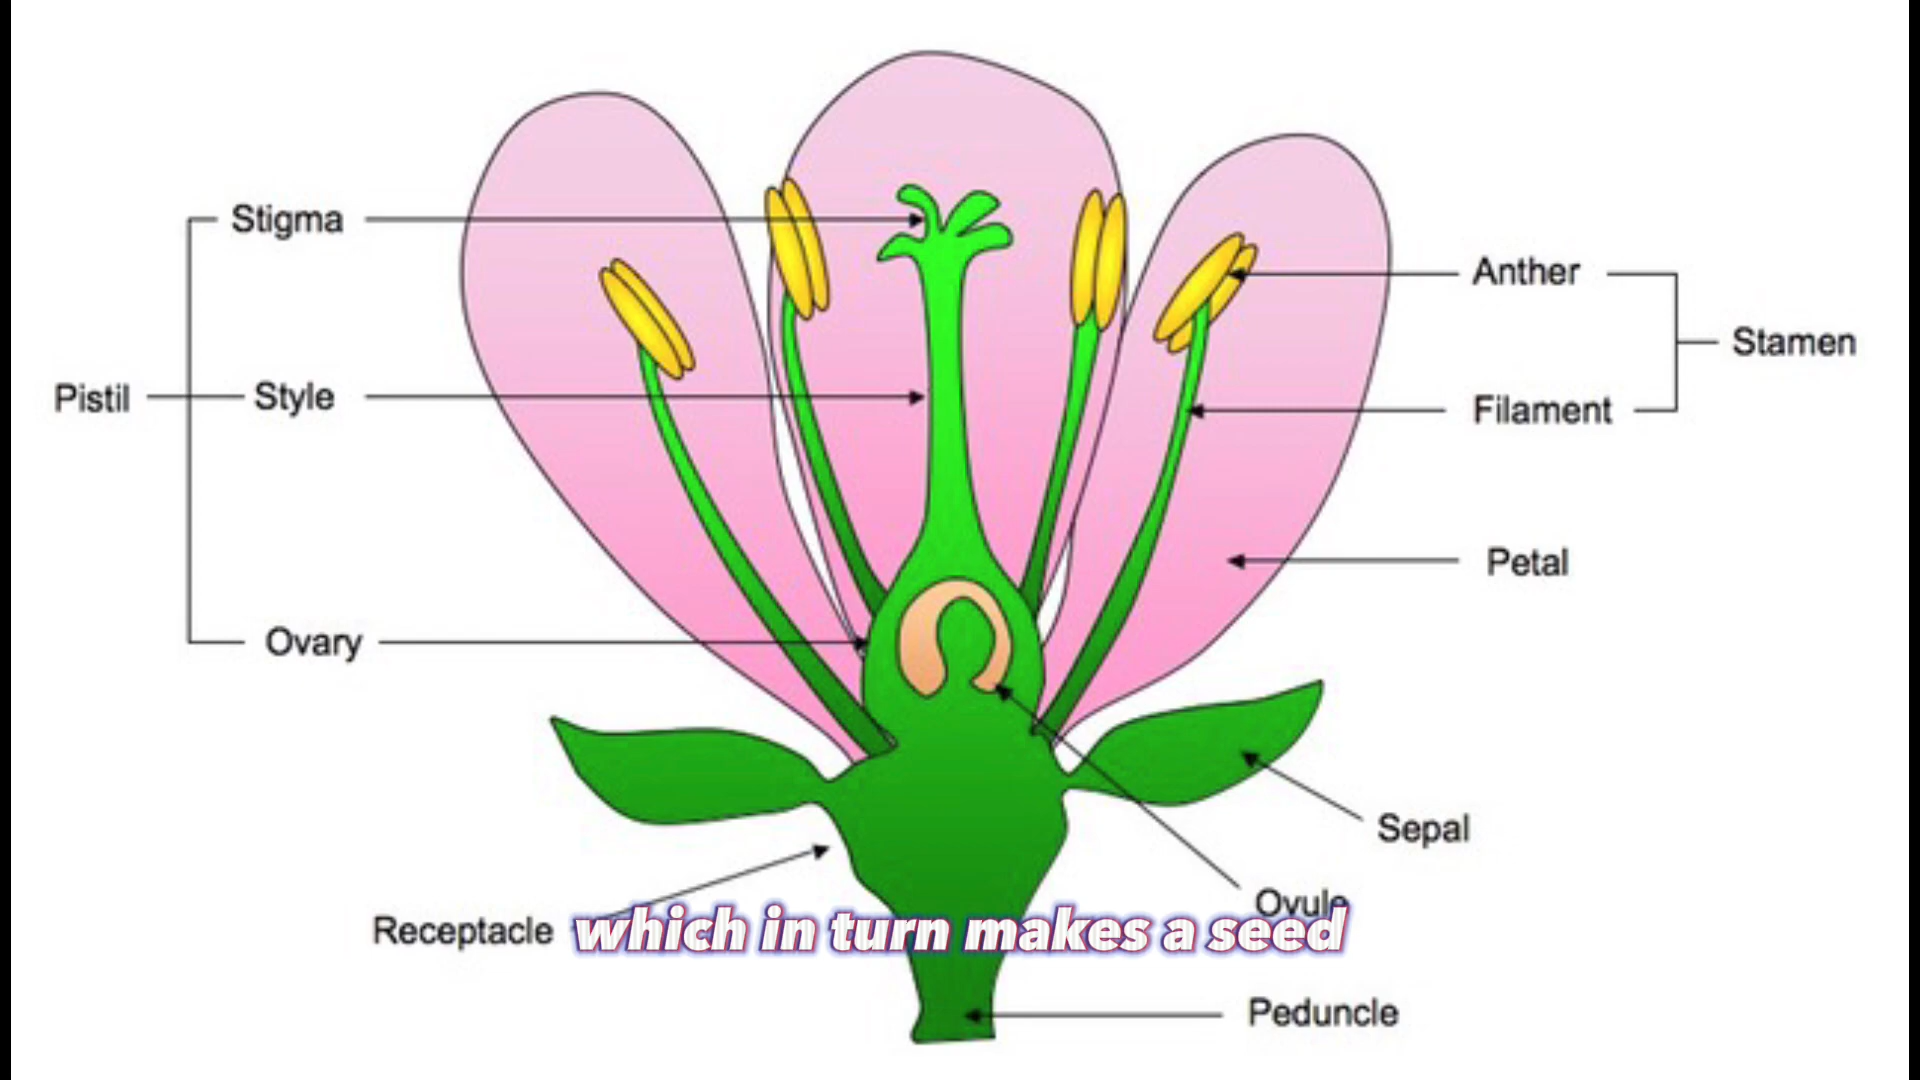 Stigma
Anther
Stamen
Pistil
Style
Filament
Petal
Ovary
Sepal
Ovule
Receptacle
which in turn makes a seed
Peduncle